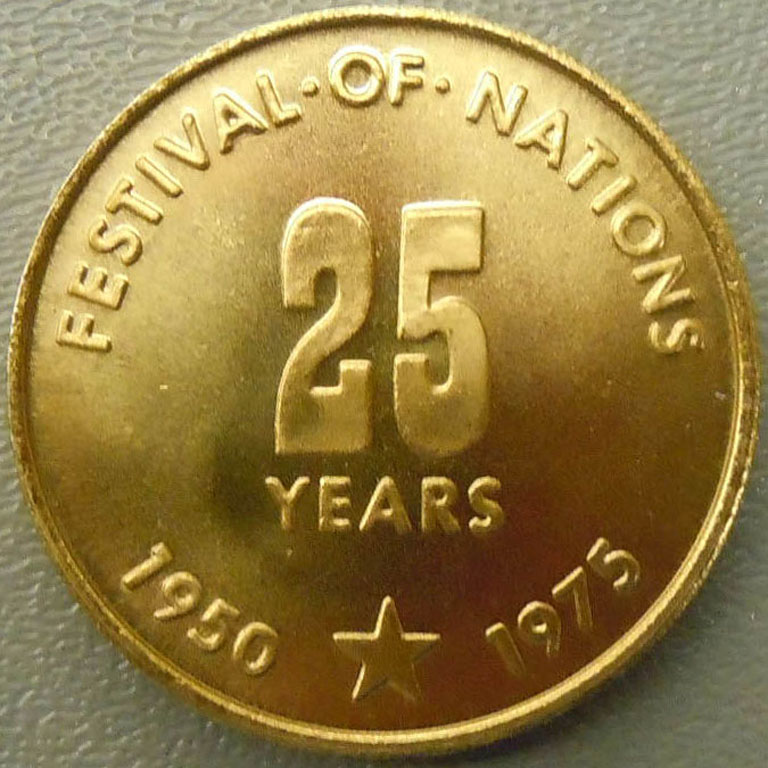 FESTIVAL·OF·NATIONS
25
YEARS
1950 1975